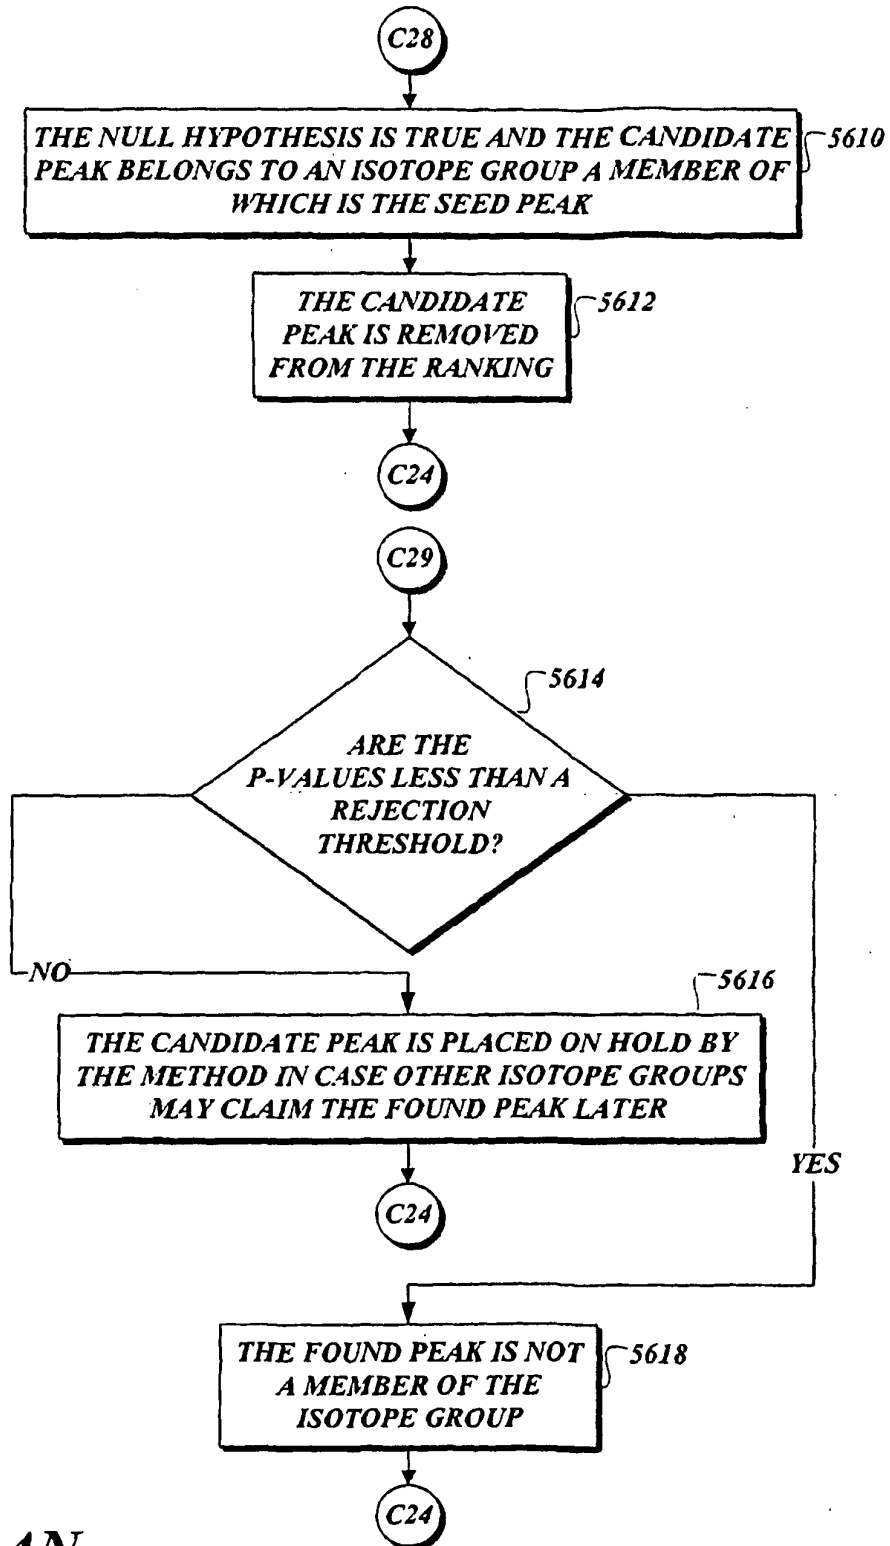 C28
THE NULL HYPOTHESIS IS TRUE AND THE CANDIDATE
PEAK BELONGS TO AN ISOTOPE GROUP A MEMBER OF
WHICH IS THE SEED PEAK
5610
THE CANDIDATE
PEAK IS REMOVED
FROM THE RANKING
5612
C24
C29
5614
ARE THE
P-VALUES LESS THAN A
REJECTION
THRESHOLD?
NO
5616
THE CANDIDATE PEAK IS PLACED ON HOLD BY
THE METHOD IN CASE OTHER ISOTOPE GROUPS
MAY CLAIM THE FOUND PEAK LATER
YES
C24
THE FOUND PEAK IS NOT
A MEMBER OF THE
ISOTOPE GROUP
5618
C24